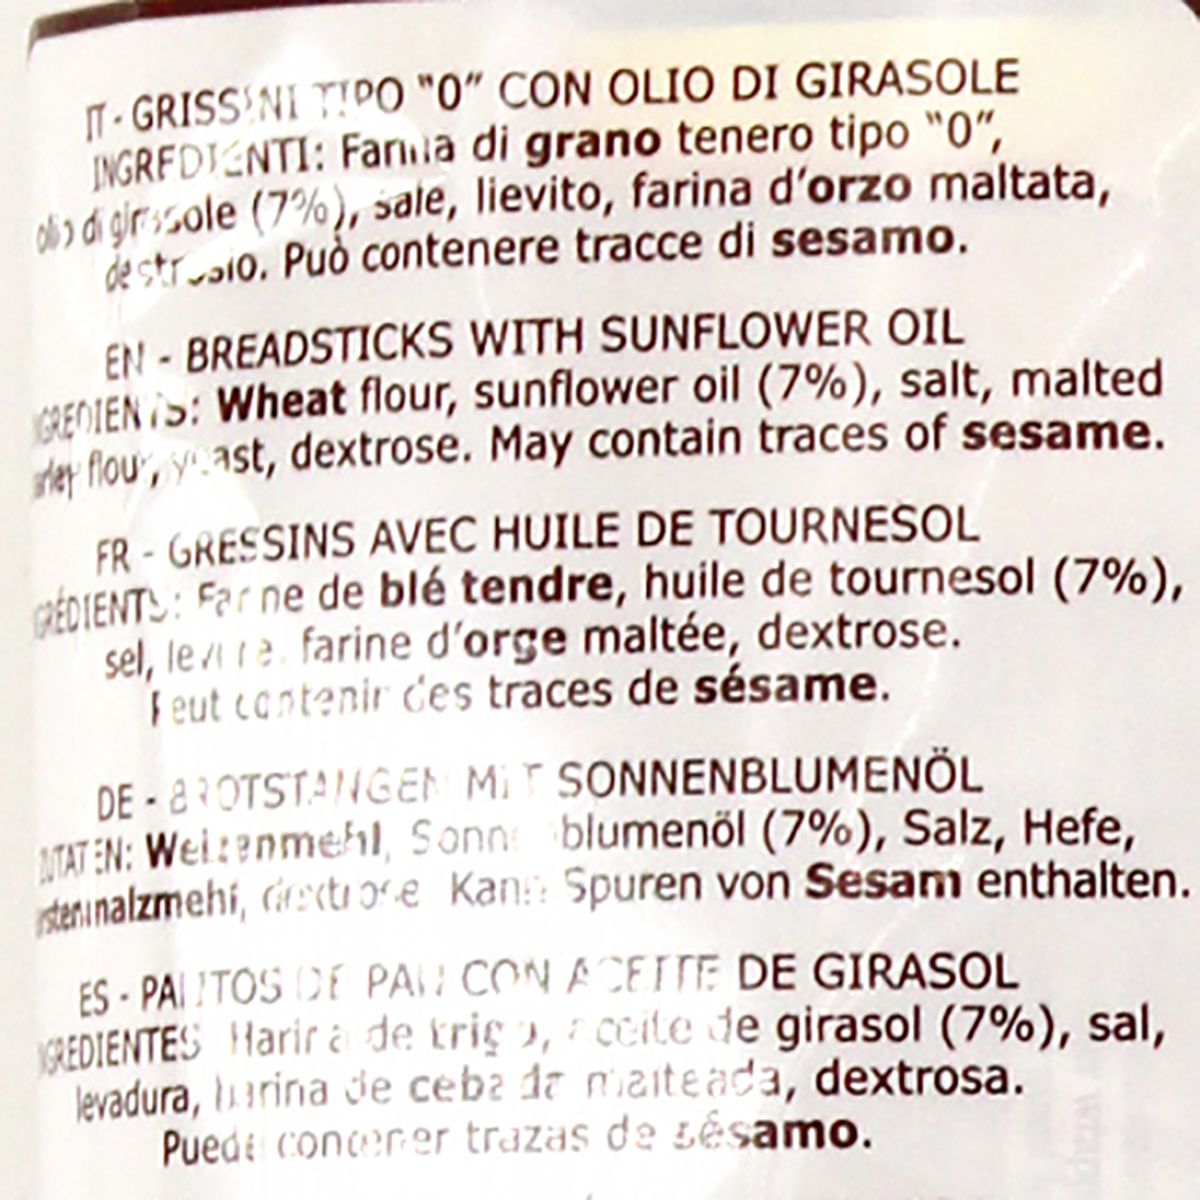 IT - GRISSINI TIPO "0" CON OLIO DI GIRASOLE
INGREDIENTI: Farina di grano tenero tipo "0",
olio di girasole (7%), sale, lievito, farina d'orzo maltata,
destrosio. Può contenere tracce di sesamo.
EN - BREADSTICKS WITH SUNFLOWER OIL
INGREDIENTS: Wheat flour, sunflower oil (7%), salt, malted
barley flour, yeast, dextrose. May contain traces of sesame.
FR - GRESSINS AVEC HUILE DE TOURNESOL
INGRÉDIENTS: Farine de blé tendre, huile de tournesol (7%),
sel, levure, farine d'orge maltée, dextrose.
Peut contenir des traces de sésame.
DE - BROTSTANGEN MIT SONNENBLUMENÖL
ZUTATEN: Weizenmehl, Sonnenblumenöl (7%), Salz, Hefe,
Gerstenmalzmehl, dextrose. Kann Spuren von Sesam enthalten.
ES - PALITOS DE PAN CON ACEITE DE GIRASOL
INGREDIENTES: Harina de trigo, aceite de girasol (7%), sal,
levadura, harina de cebada malteada, dextrosa.
Puede contener trazas de sésamo.